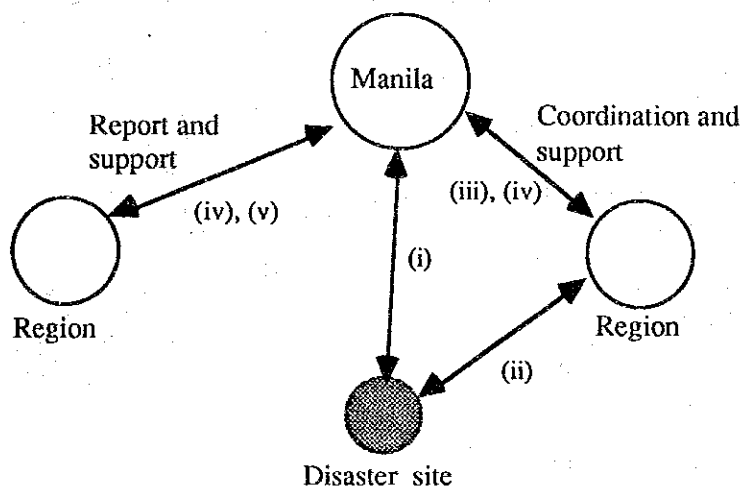 Manila
Report and
support
Coordination and
support
(iv), (v)
(iii), (iv)
(i)
Region
Region
(ii)
Disaster site